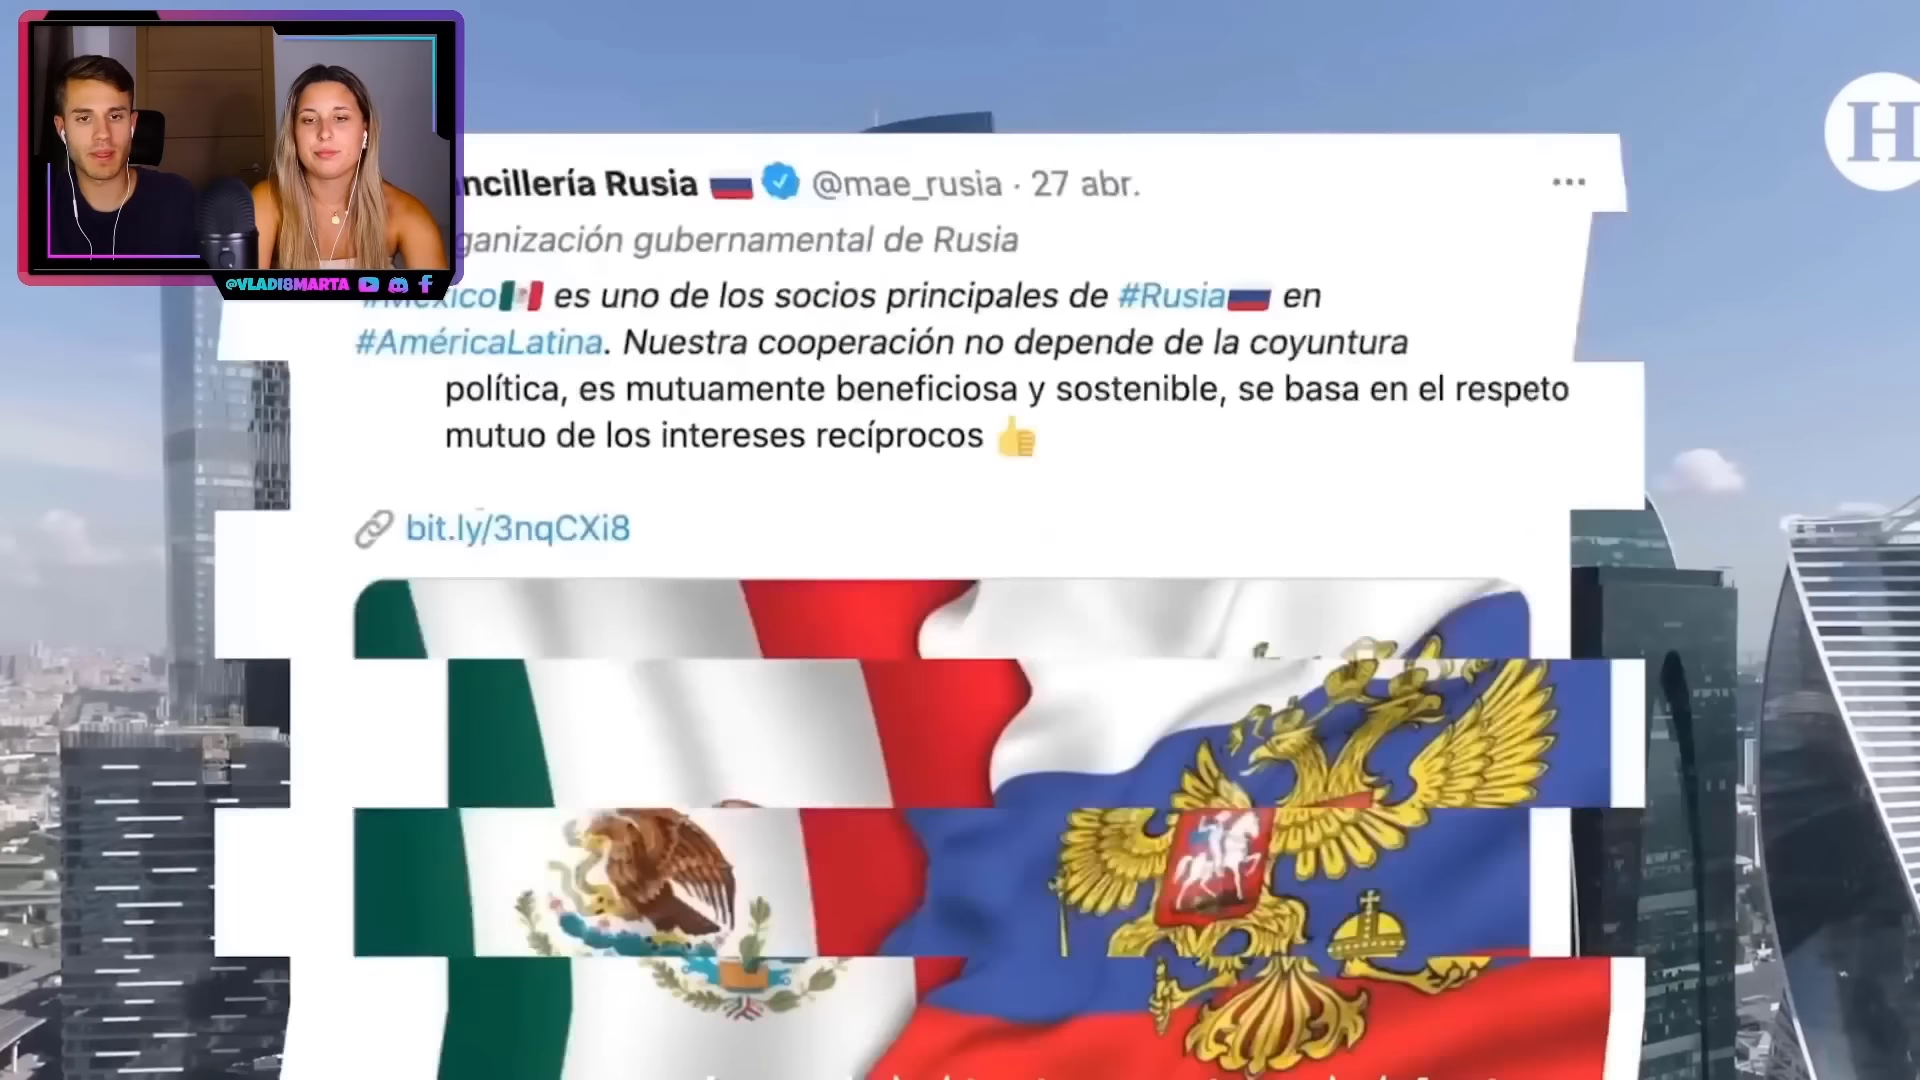 ncillería Rusia @mae_rusia · 27 abr.
ganización gubernamental de Rusia
#México es uno de los socios principales de #Rusia en
#AméricaLatina. Nuestra cooperación no depende de la coyuntura
política, es mutuamente beneficiosa y sostenible, se basa en el respeto
mutuo de los intereses recíprocos
bit.ly/3nqCXi8
@VLADI8MARTA
H